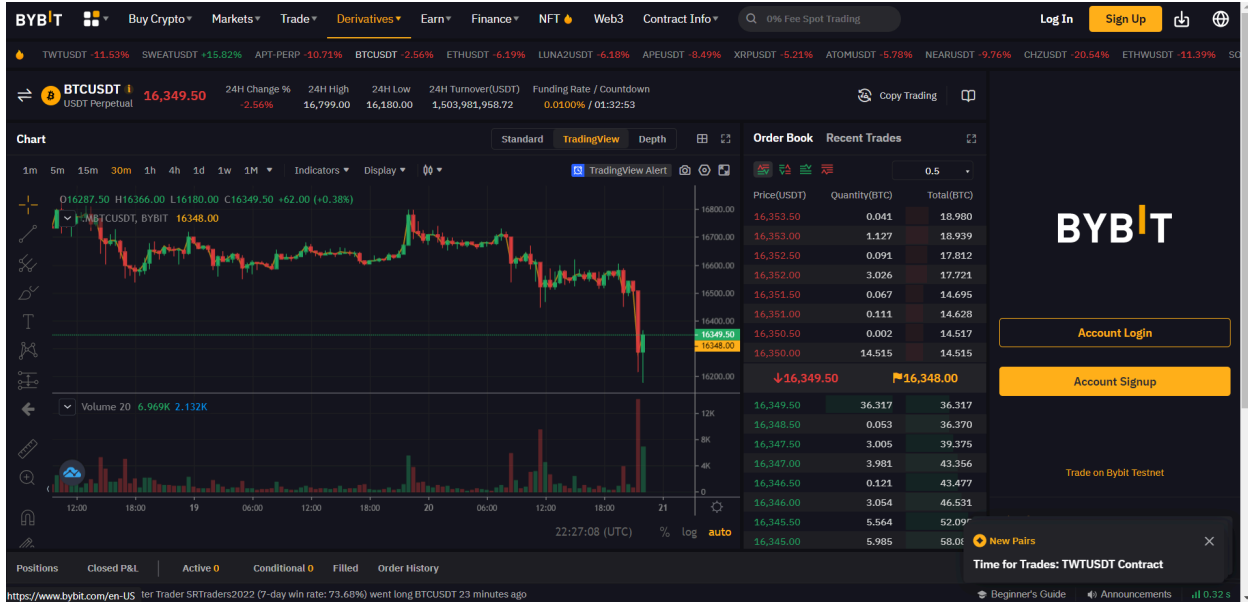 BYBIT Buy Crypto Markets Trade Derivatives Earn Finance NFT Web3 Contract Info 0% Fee Spot Trading Log In Sign Up
TWTUSDT -11.53% SWEATUSDT +15.82% APT-PERP -10.71% BTCUSDT -2.56% ETHUSDT -6.19% LUNA2USDT -6.18% APEUSDT -8.49% XRPUSDT -5.21% ATOMUSDT -5.78% NEARUSDT -9.76% CHZUSDT -20.54% ETHWUSDT -11.39% SO
BTCUSDT 24H Change % 24H High 24H Low 24H Turnover(USDT) Funding Rate / Countdown
USDT Perpetual 16,349.50 -2.56% 16,799.00 16,180.00 1,503,981,958.72 0.0100% / 01:32:53 Copy Trading
Chart Standard TradingView Depth
1m 5m 15m 30m 1h 4h 1d 1w 1M Indicators Display TradingView Alert
O16287.50 H16366.00 L16180.00 C16349.50 +62.00 (+0.38%)
.MBTCUSDT, BYBIT 16348.00
16800.00
16700.00
16600.00
16500.00
16400.00
16349.50
16348.00
16200.00
Volume 20 6.969K 2.132K
12K
8K
4K
0
12:00 18:00 19 06:00 12:00 18:00 20 06:00 12:00 18:00 21
22:27:08 (UTC) % log auto
Order Book Recent Trades
0.5
Price(USDT) Quantity(BTC) Total(BTC)
16,353.50 0.041 18.980
16,353.00 1.127 18.939
16,352.50 0.091 17.812
16,352.00 3.026 17.721
16,351.50 0.067 14.695
16,351.00 0.111 14.628
16,350.50 0.002 14.517
16,350.00 14.515 14.515
16,349.50 16,348.00
16,349.50 36.317 36.317
16,348.50 0.053 36.370
16,347.50 3.005 39.375
16,347.00 3.981 43.356
16,346.50 0.121 43.477
16,346.00 3.054 46.531
16,345.50 5.564 52.09
16,345.00 5.985 58.08
BYBIT
Account Login
Account Signup
Trade on Bybit Testnet
New Pairs
Time for Trades: TWTUSDT Contract
Positions Closed P&L Active 0 Conditional 0 Filled Order History
https://www.bybit.com/en-US ter Trader SRTraders2022 (7-day win rate: 73.68%) went long BTCUSDT 23 minutes ago Beginner's Guide Announcements 0.32 s